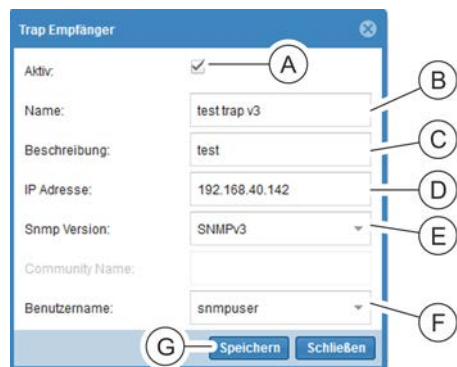 Trap Empfänger
Aktiv:
A
Name:
test trap v3
B
Beschreibung:
test
C
IP Adresse:
192.168.40.142
D
Snmp Version:
SNMPv3
E
Community Name:
Benutzername:
snmpuser
F
G
Speichern
Schließen